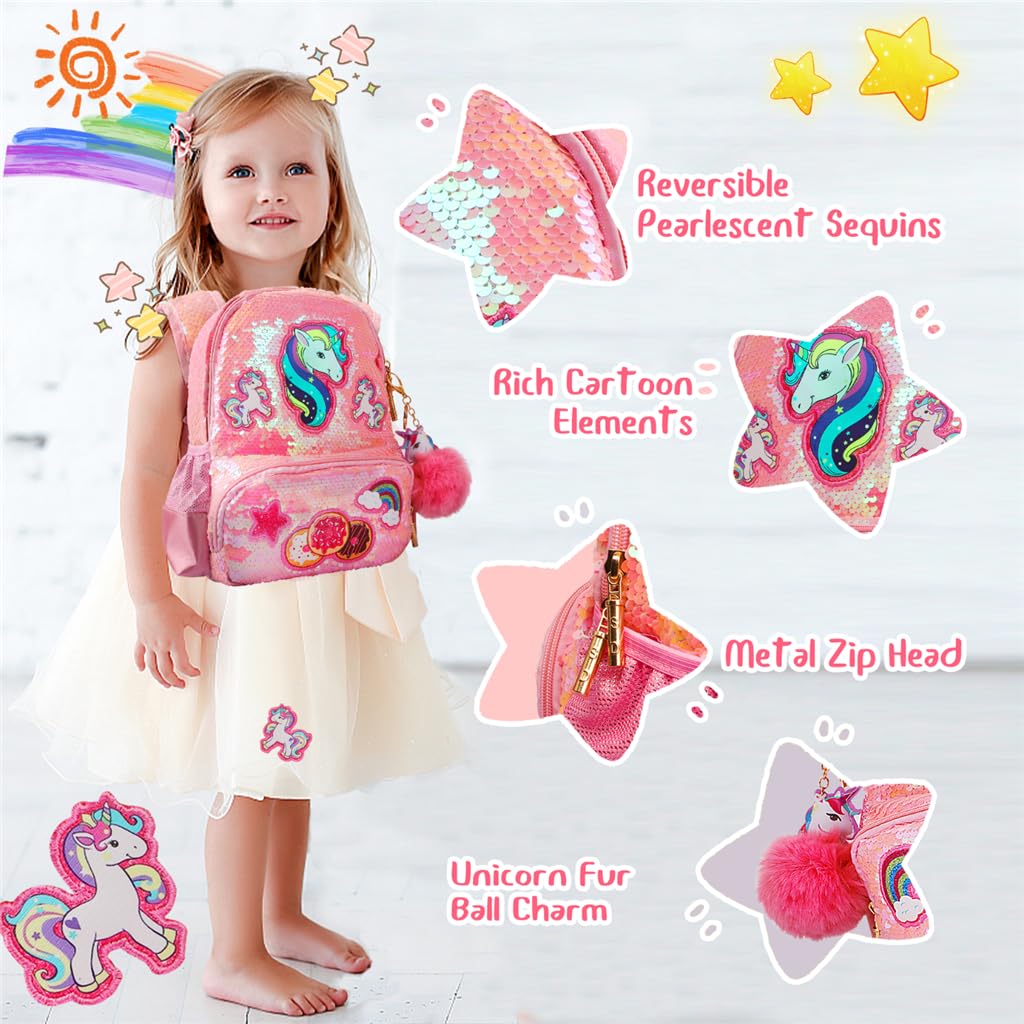 Reversible
Pearlescent Sequins
Rich Cartoon
Elements
Metal Zip Head
Unicorn Fur
Ball Charm